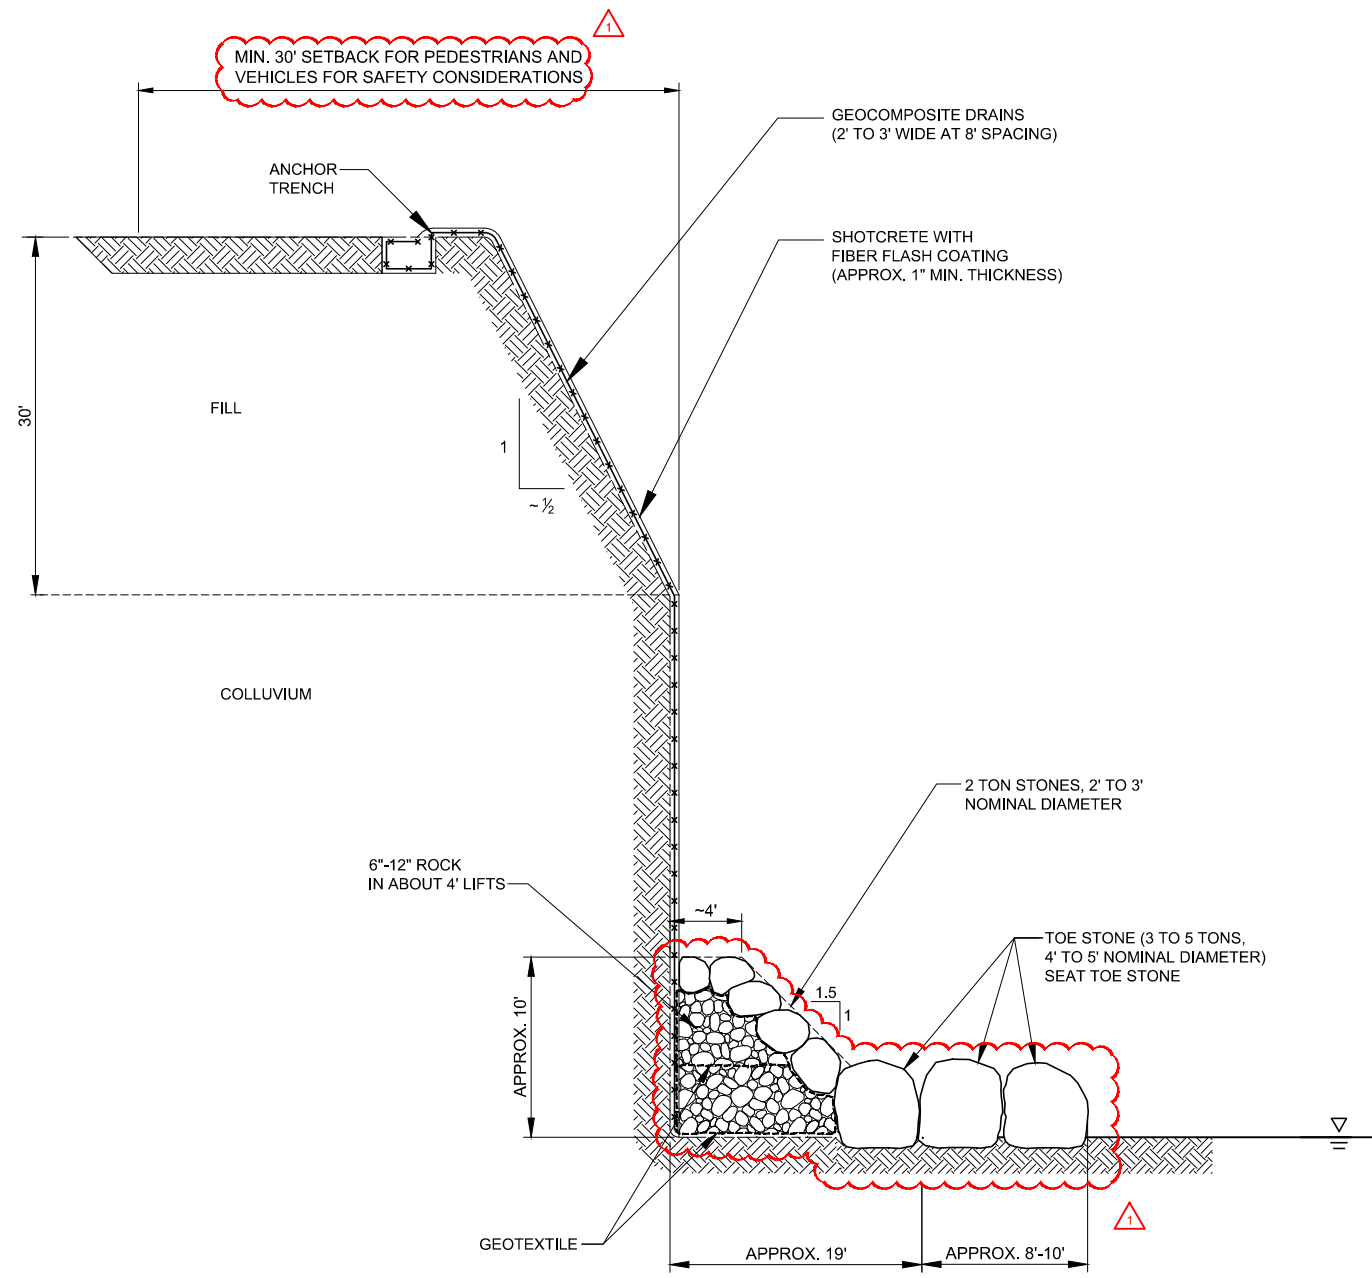 1
MIN. 30' SETBACK FOR PEDESTRIANS AND
VEHICLES FOR SAFETY CONSIDERATIONS
GEOCOMPOSITE DRAINS
(2' TO 3' WIDE AT 8' SPACING)
ANCHOR
TRENCH
SHOTCRETE WITH
FIBER FLASH COATING
(APPROX. 1" MIN. THICKNESS)
30'
FILL
1
~ ½
COLLUVIUM
2 TON STONES, 2' TO 3'
NOMINAL DIAMETER
6"-12" ROCK
IN ABOUT 4' LIFTS
~4'
TOE STONE (3 TO 5 TONS,
4' TO 5' NOMINAL DIAMETER)
SEAT TOE STONE
1.5
1
APPROX. 10'
1
GEOTEXTILE
APPROX. 19'
APPROX. 8'-10'